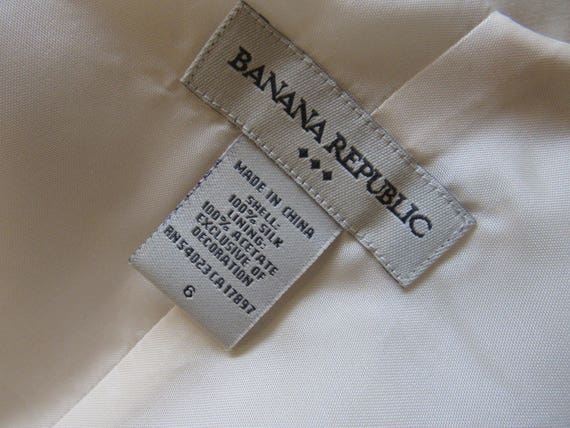 BANANA REPUBLIC
MADE IN CHINA
SHELL:
100% SILK
LINING:
100% ACETATE
EXCLUSIVE OF
DECORATION
RN 54023 CA 17897
6